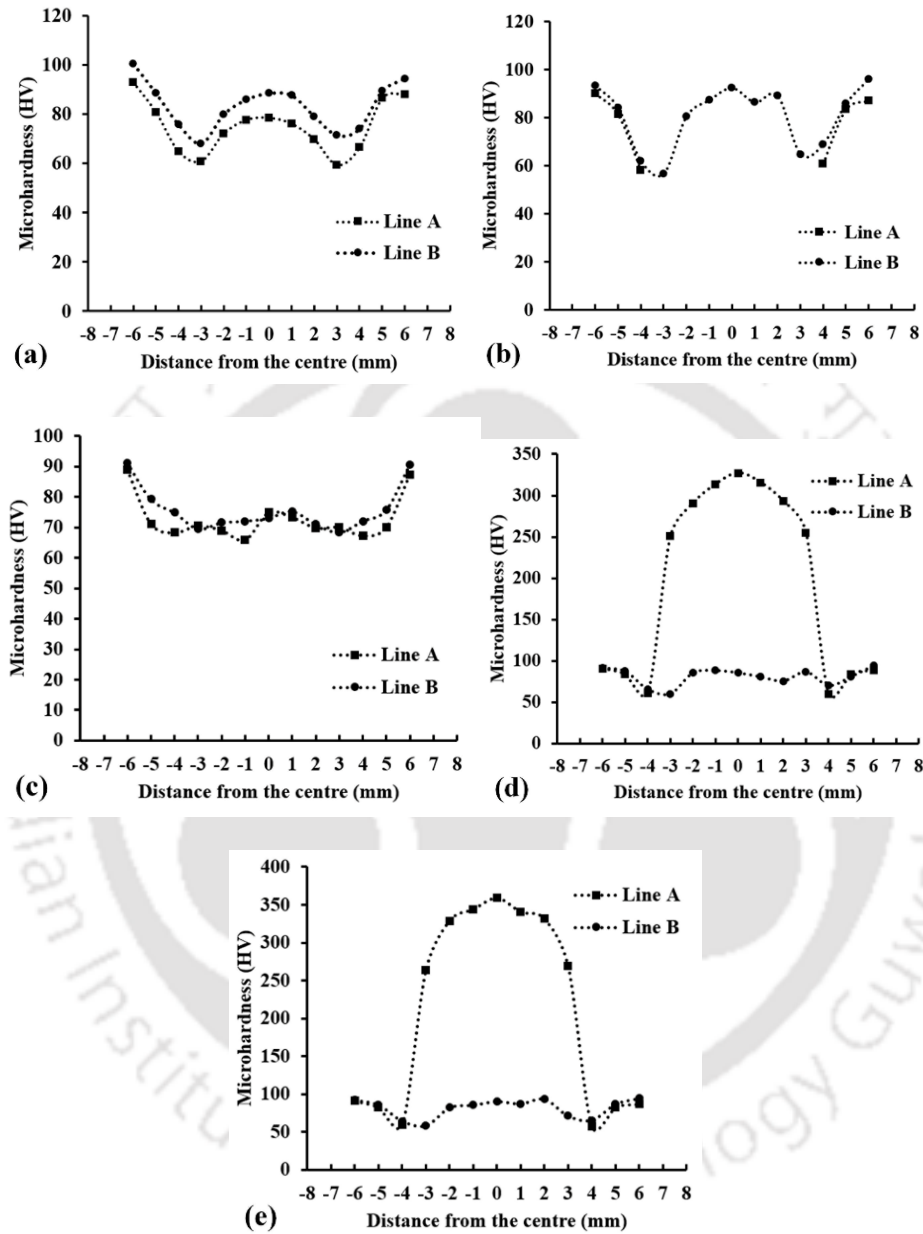 120
100
80
60
40
20
0
Microhardness (HV)
Line A
Line B
-8 -7 -6 -5 -4 -3 -2 -1 0 1 2 3 4 5 6 7 8
Distance from the centre (mm)
(a)
120
100
80
60
40
20
0
Microhardness (HV)
Line A
Line B
-8 -7 -6 -5 -4 -3 -2 -1 0 1 2 3 4 5 6 7 8
Distance from the centre (mm)
(b)
100
90
80
70
60
50
40
30
20
10
0
Microhardness (HV)
Line A
Line B
-8 -7 -6 -5 -4 -3 -2 -1 0 1 2 3 4 5 6 7 8
Distance from the centre (mm)
(c)
350
300
250
200
150
100
50
0
Microhardness (HV)
Line A
Line B
-8 -7 -6 -5 -4 -3 -2 -1 0 1 2 3 4 5 6 7 8
Distance from the centre (mm)
(d)
400
350
300
250
200
150
100
50
0
Microhardness (HV)
Line A
Line B
-8 -7 -6 -5 -4 -3 -2 -1 0 1 2 3 4 5 6 7 8
Distance from the centre (mm)
(e)